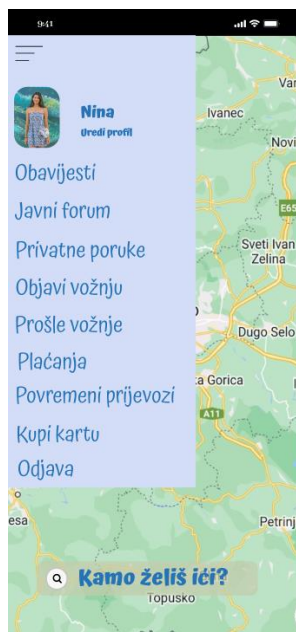 9:41
Var
Nina
Ivanec
Uredi profil
Novi
Obavijesti
Javni forum
E65
Privatne poruke
Sveti Ivan
Zelina
Objavi vožnju
Prošle vožnje
Dugo Selo
Plaćanja
a Gorica
Povremeni prijevozi
A11
Kupi kartu
Odjava
esa
Petrinj
Kamo želiš ići?
Topusko